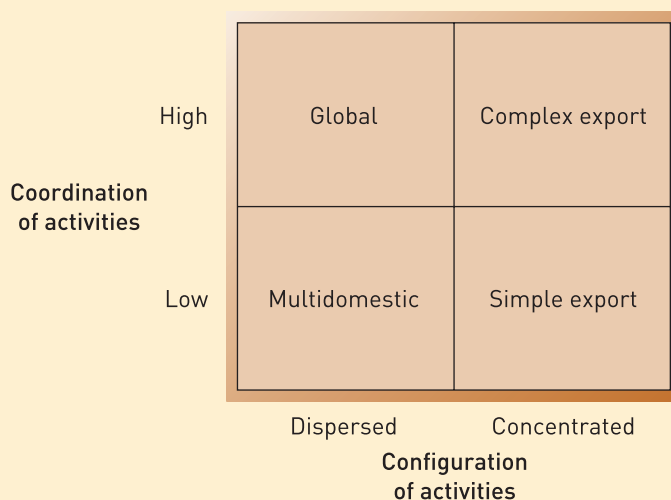 High
Global
Complex export
Coordination
of activities
Low
Multidomestic
Simple export
Dispersed
Concentrated
Configuration
of activities